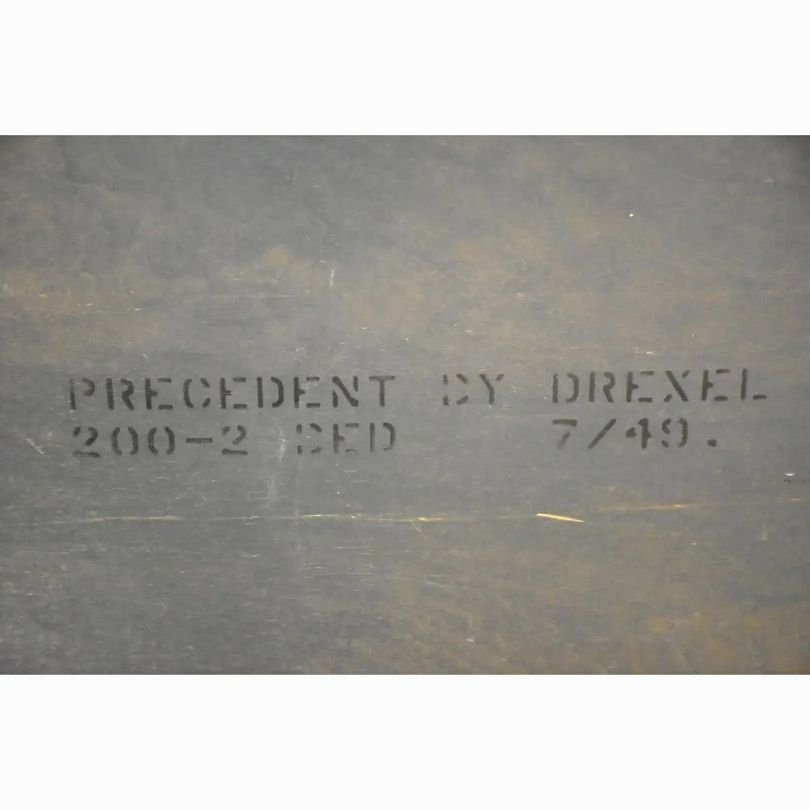 PRECEDENT BY DREXEL
200-2 BED 7/49.